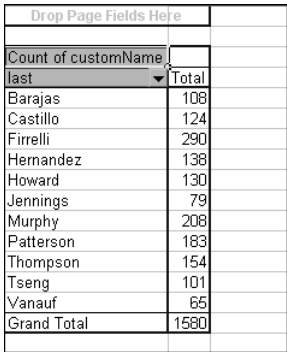 Drop Page Fields Here
Count of customName
last Total
Barajas 108
Castillo 124
Firrelli 290
Hernandez 138
Howard 130
Jennings 79
Murphy 208
Patterson 183
Thompson 154
Tseng 101
Vanauf 65
Grand Total 1580